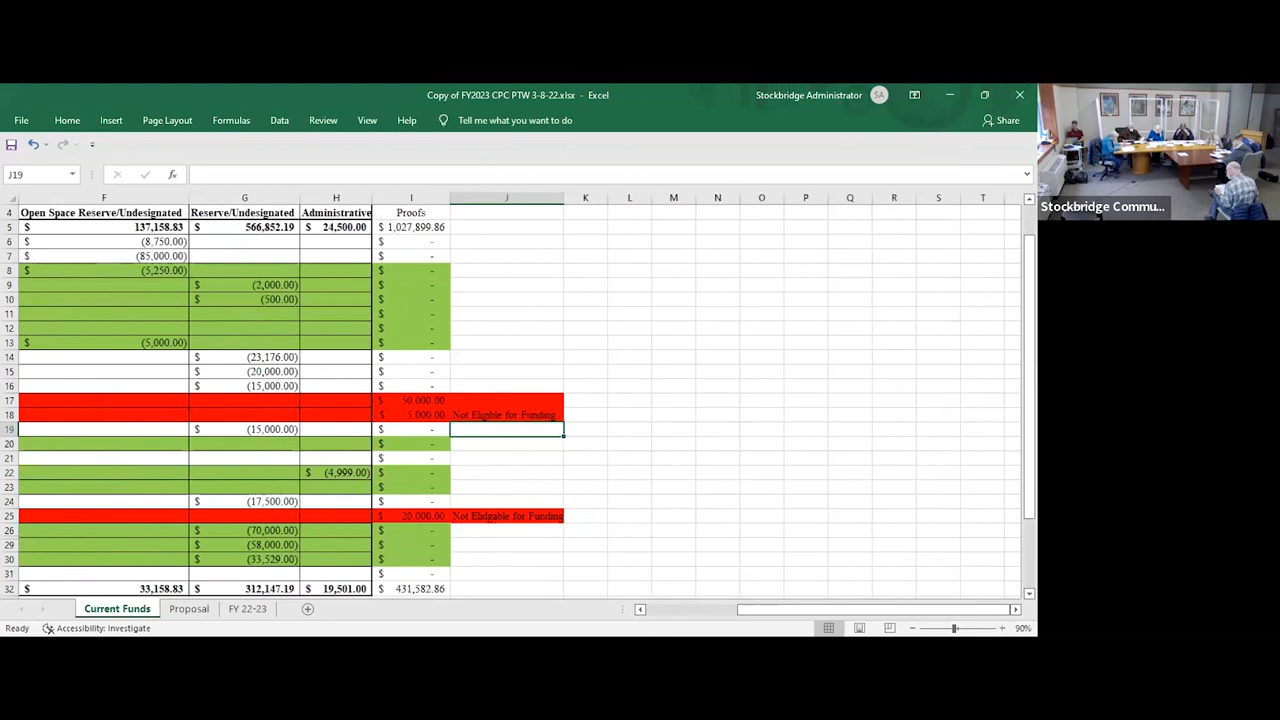 Copy of FY2023 CPC PTW 3-8-22.xlsx - Excel
Stockbridge Administrator SA
File Home Insert Page Layout Formulas Data Review View Help Tell me what you want to do Share
J19 fx
F G H I J K L M N O P Q R S T
4 Open Space Reserve/Undesignated Reserve/Undesignated Administrative Proofs
5 $ 137,158.83 $ 566,852.19 $ 24,500.00 $ 1,027,899.86
6 $ (8,750.00) $ -
7 $ (85,000.00) $ -
8 $ (5,250.00) $ -
9 $ (2,000.00) $ -
10 $ (500.00) $ -
11 $ -
12 $ -
13 $ (5,000.00) $ -
14 $ (23,176.00) $ -
15 $ (20,000.00) $ -
16 $ (15,000.00) $ -
17 $ 50,000.00
18 $ 5,000.00 Not Eligible for Funding
19 $ (15,000.00) $ -
20 $ -
21 $ -
22 $ (4,999.00) $ -
23 $ -
24 $ (17,500.00) $ -
25 $ 20,000.00 Not Elidgable for Funding
26 $ (70,000.00) $ -
29 $ (58,000.00) $ -
30 $ (33,529.00) $ -
31 $ -
32 $ 33,158.83 $ 312,147.19 $ 19,501.00 $ 431,582.86
Current Funds Proposal FY 22-23
Ready Accessibility: Investigate 90%
Stockbridge Commu...